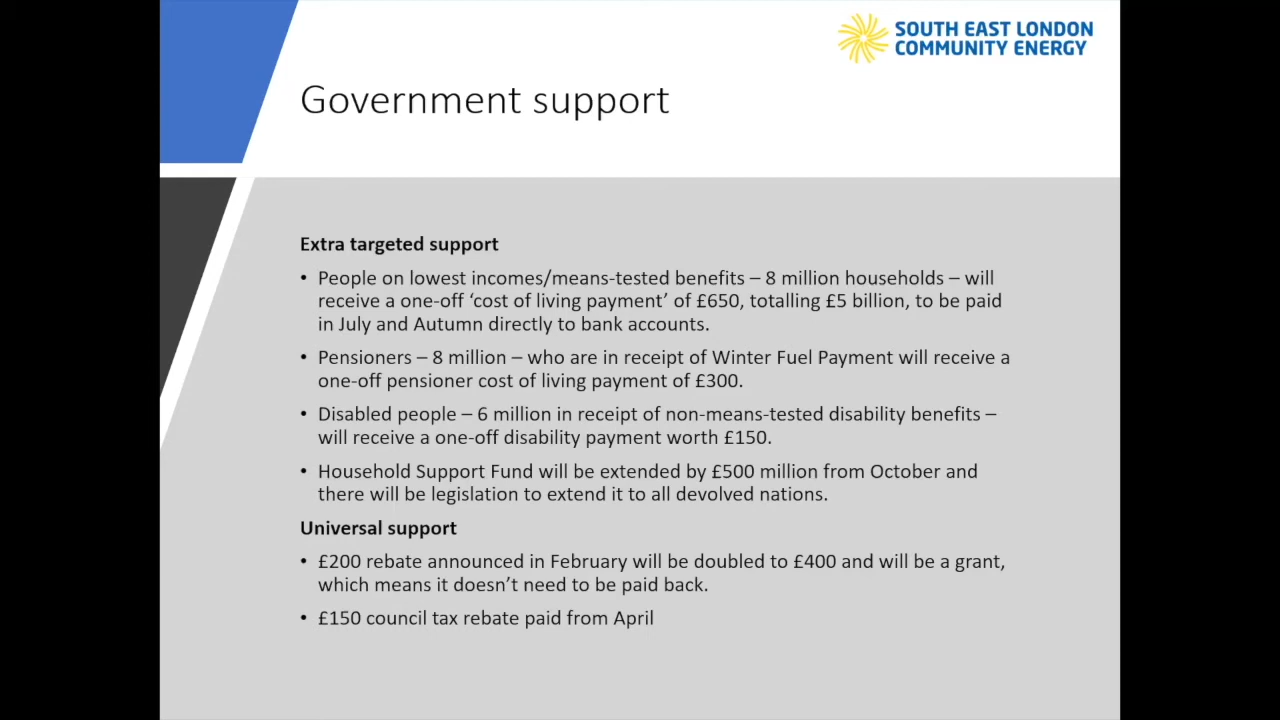 SOUTH EAST LONDON
COMMUNITY ENERGY
Government support
Extra targeted support
• People on lowest incomes/means-tested benefits – 8 million households – will
receive a one-off ‘cost of living payment’ of £650, totalling £5 billion, to be paid
in July and Autumn directly to bank accounts.
• Pensioners – 8 million – who are in receipt of Winter Fuel Payment will receive a
one-off pensioner cost of living payment of £300.
• Disabled people – 6 million in receipt of non-means-tested disability benefits –
will receive a one-off disability payment worth £150.
• Household Support Fund will be extended by £500 million from October and
there will be legislation to extend it to all devolved nations.
Universal support
• £200 rebate announced in February will be doubled to £400 and will be a grant,
which means it doesn’t need to be paid back.
• £150 council tax rebate paid from April